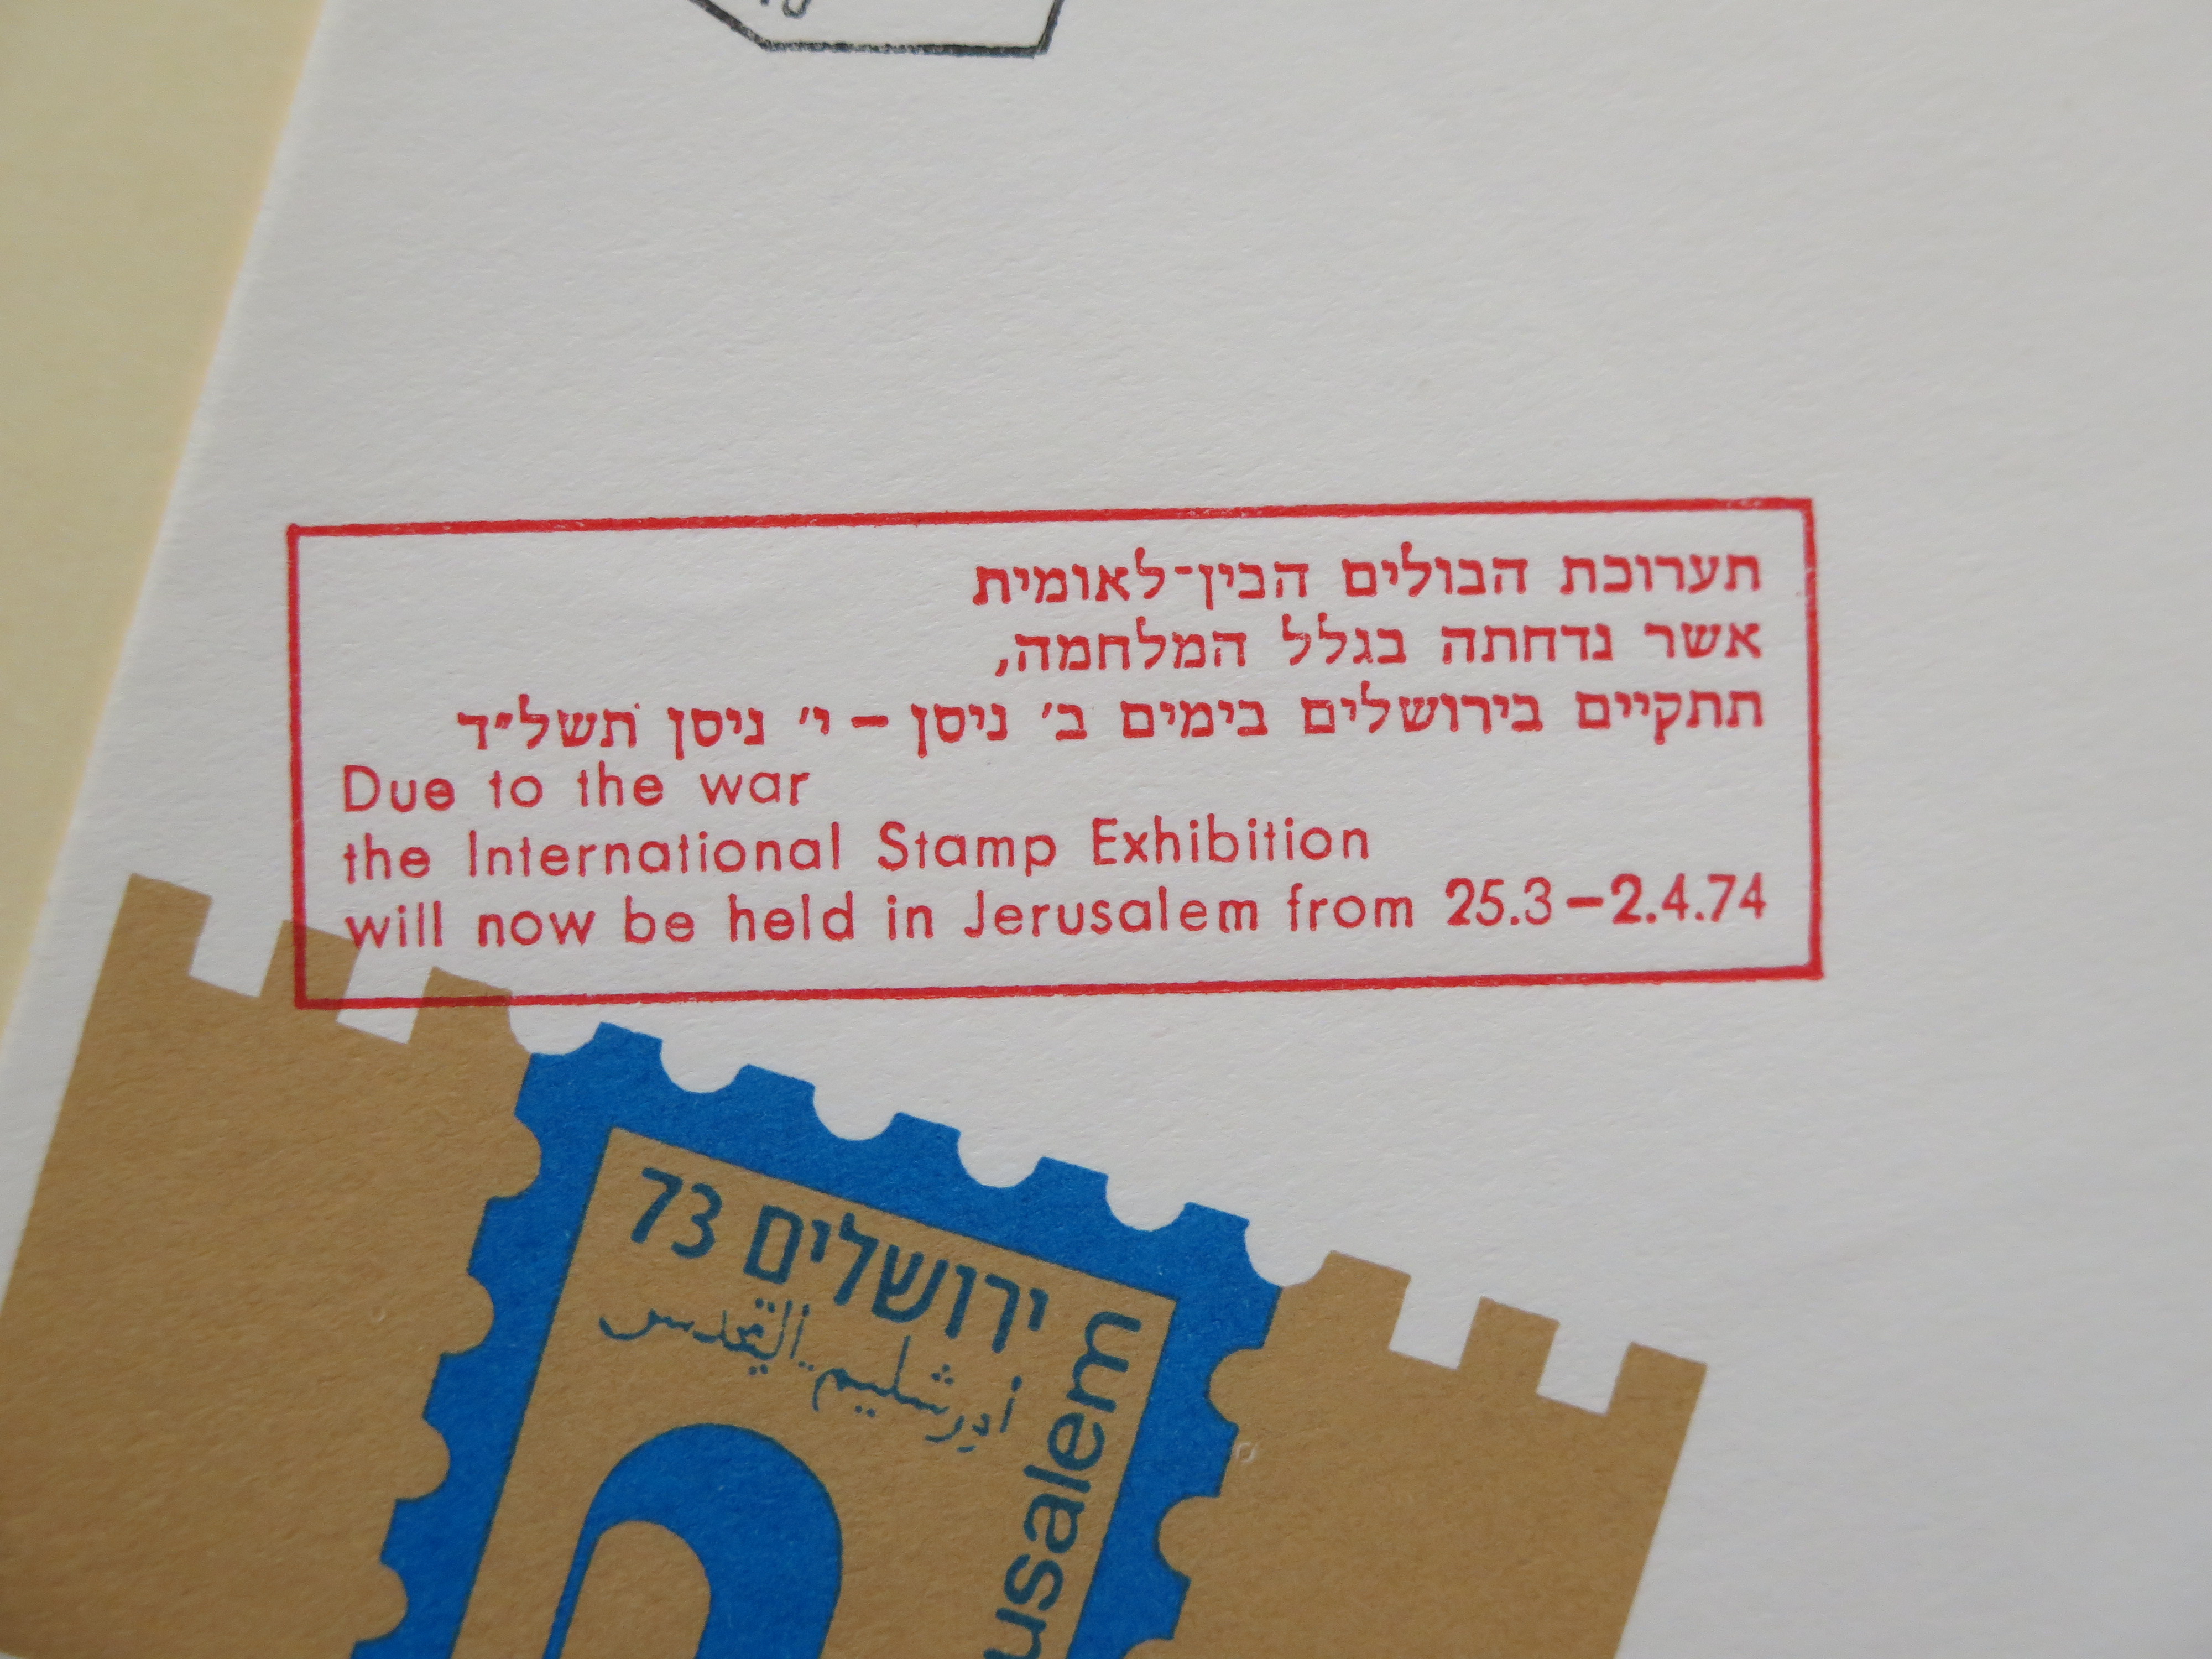 תערוכת הבולים הבין-לאומית
אשר נדחתה בגלל המלחמה,
תתקיים בירושלים בימים ב׳ ניסן – י׳ ניסן תשל״ד
Due to the war
the International Stamp Exhibition
will now be held in Jerusalem from 25.3–2.4.74
ירושלים 73
أورشليم-القدس
usalem